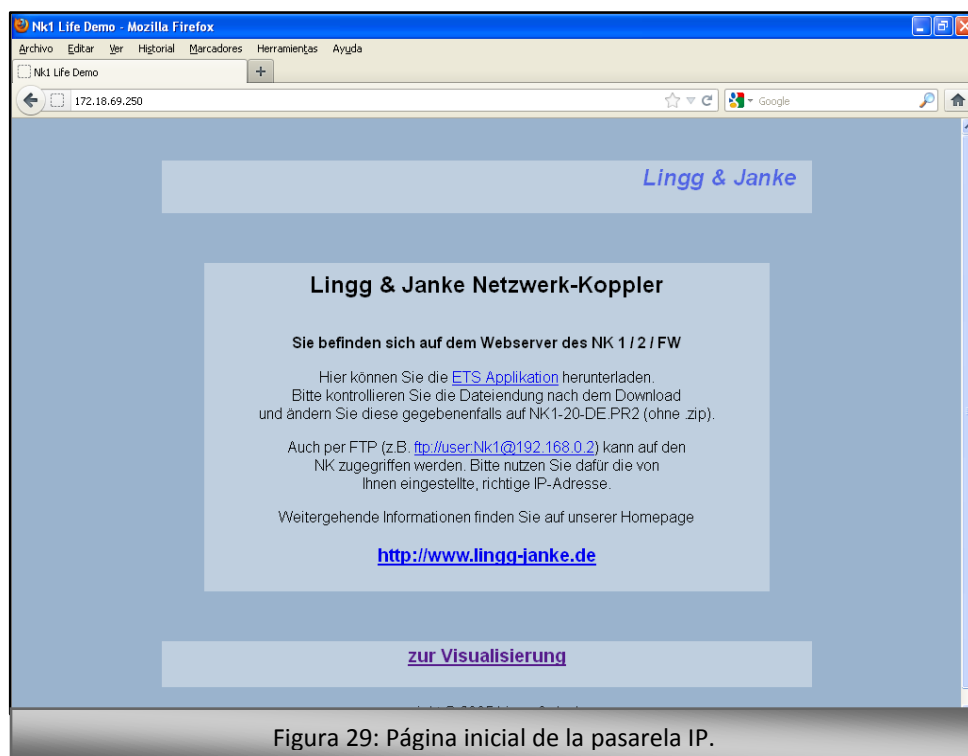 Nk1 Life Demo - Mozilla Firefox
Archivo Editar Ver Historial Marcadores Herramientas Ayuda
Nk1 Life Demo
172.18.69.250
Google
Lingg & Janke
Lingg & Janke Netzwerk-Koppler
Sie befinden sich auf dem Webserver des NK 1 / 2 / FW
Hier können Sie die ETS Applikation herunterladen.
Bitte kontrollieren Sie die Dateiendung nach dem Download
und ändern Sie diese gegebenenfalls auf NK1-20-DE.PR2 (ohne .zip).
Auch per FTP (z.B. ftp://user:Nk1@192.168.0.2) kann auf den
NK zugegriffen werden. Bitte nutzen Sie dafür die von
Ihnen eingestellte, richtige IP-Adresse.
Weitergehende Informationen finden Sie auf unserer Homepage
http://www.lingg-janke.de
zur Visualisierung
Figura 29: Página inicial de la pasarela IP.